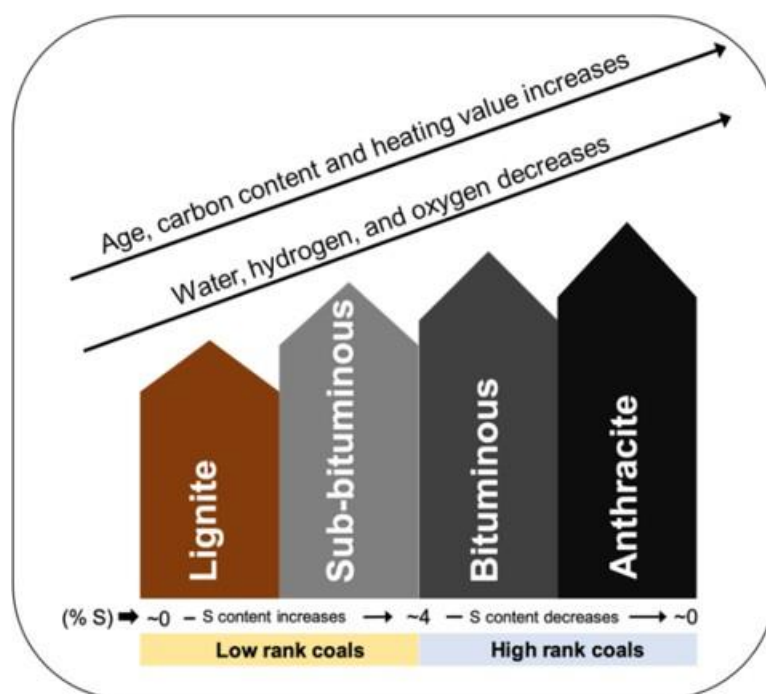 Age, carbon content and heating value increases
Water, hydrogen, and oxygen decreases
Lignite
Sub-bituminous
Bituminous
Anthracite
(% S) ➡ ~0 – S content increases → ~4 – S content decreases → ~0
Low rank coals High rank coals